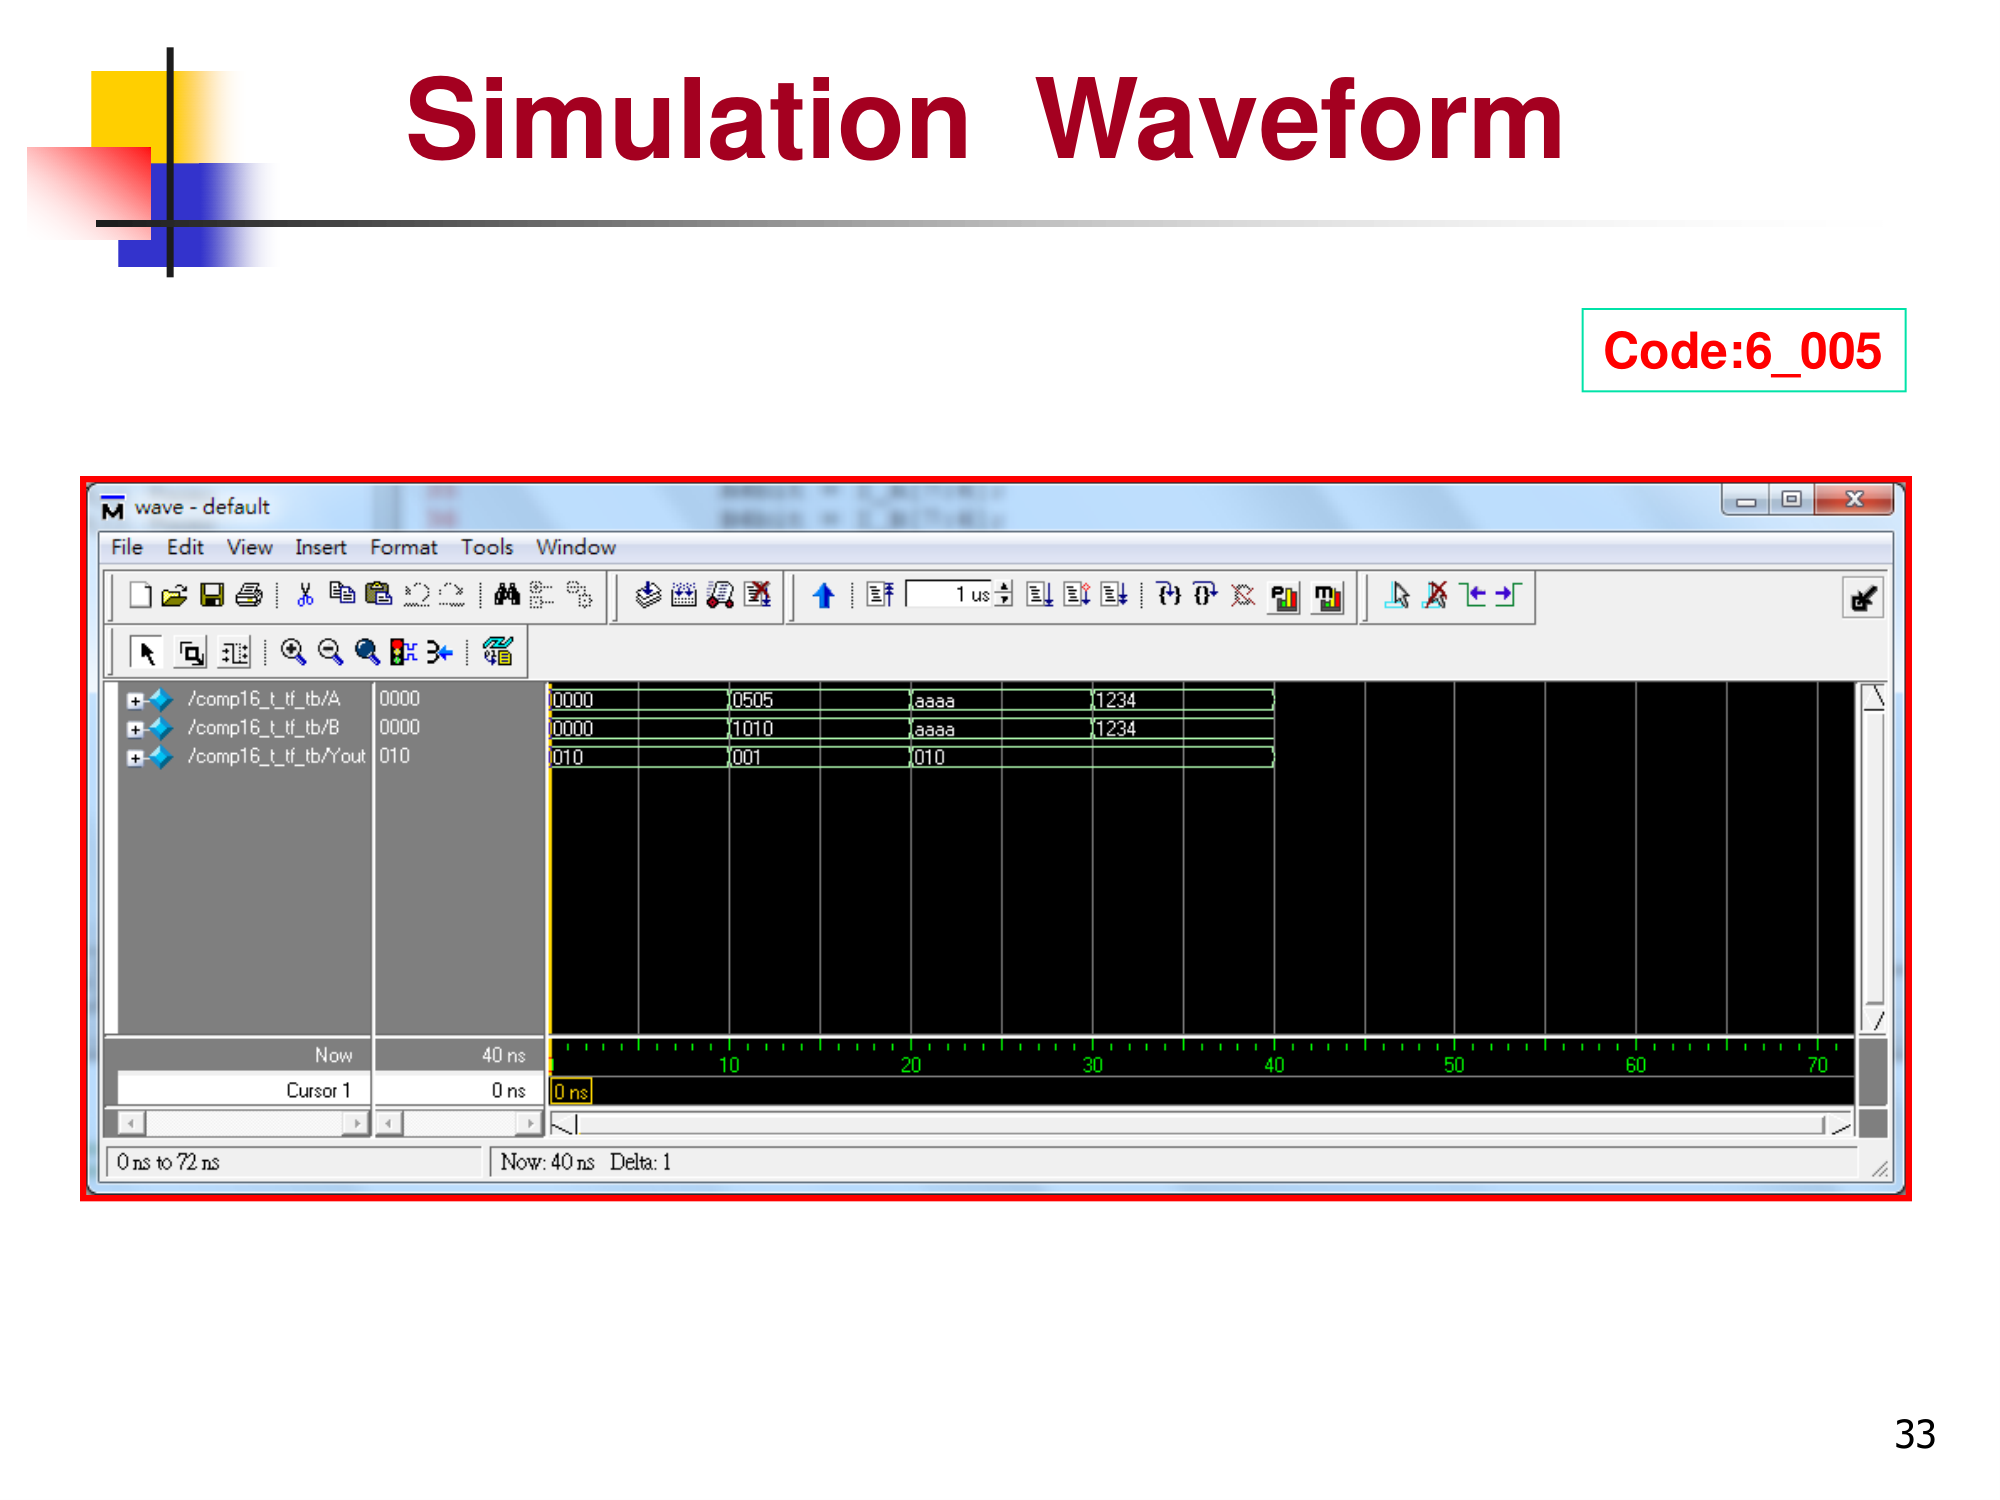 Simulation Waveform
Code:6_005
wave - default
File Edit View Insert Format Tools Window
1 us
/comp16_t_tf_tb/A 0000 0000 0505 aaaa 1234
/comp16_t_tf_tb/B 0000 0000 1010 aaaa 1234
/comp16_t_tf_tb/Yout 010 010 001 010
Now 40 ns 10 20 30 40 50 60 70
Cursor 1 0 ns 0 ns
0 ns to 72 ns Now: 40 ns Delta: 1
33